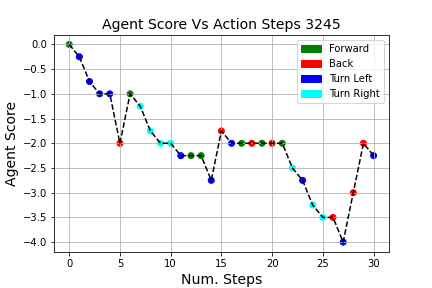 Agent Score Vs Action Steps 3245
Agent Score
0.0
−0.5
−1.0
−1.5
−2.0
−2.5
−3.0
−3.5
−4.0
Forward
Back
Turn Left
Turn Right
0 5 10 15 20 25 30
Num. Steps